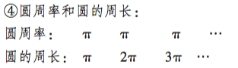 ④圆周率和圆的周长：
圆周率： π π π …
圆的周长： π 2π 3π …